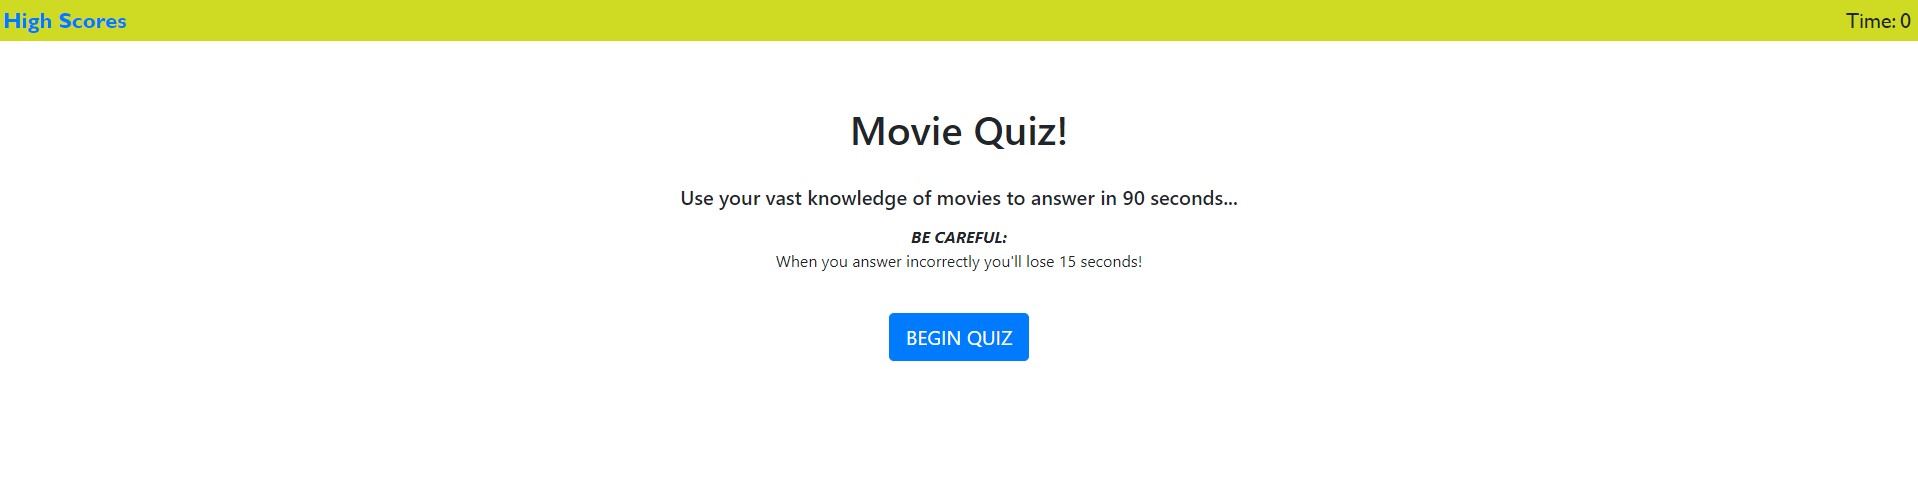 High Scores
Time: 0
Movie Quiz!
Use your vast knowledge of movies to answer in 90 seconds...
BE CAREFUL:
When you answer incorrectly you'll lose 15 seconds!
BEGIN QUIZ